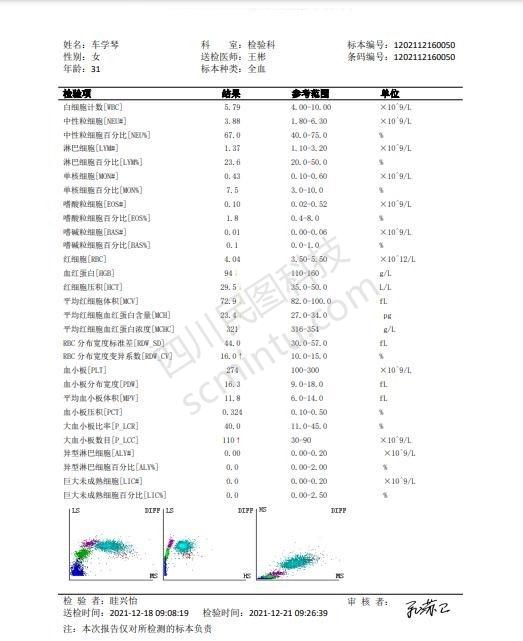 姓名：车学琴 科 室：检验科 标本编号：1202112160050
性别：女 送检医师：王彬 条码编号：1202112160050
年龄：31 标本种类：全血
检验项 结果 参考范围 单位
白细胞计数[WBC] 5.79 4.00-10.00 ×10^9/L
中性粒细胞[NEU#] 3.88 1.80-6.30 ×10^9/L
中性粒细胞百分比[NEU%] 67.0 40.0-75.0 %
淋巴细胞[LYM#] 1.37 1.10-3.20 ×10^9/L
淋巴细胞百分比[LYM%] 23.6 20.0-50.0 %
单核细胞[MON#] 0.43 0.10-0.60 ×10^9/L
单核细胞百分比[MON%] 7.5 3.0-10.0 %
嗜酸粒细胞[EOS#] 0.10 0.02-0.52 ×10^9/L
嗜酸粒细胞百分比[EOS%] 1.8 0.4-8.0 %
嗜碱粒细胞[BAS#] 0.01 0.00-0.06 ×10^9/L
嗜碱粒细胞百分比[BAS%] 0.1 0.0-1.0 %
红细胞[RBC] 4.04 3.50-5.50 ×10^12/L
血红蛋白[HGB] 94↓ 110-160 g/L
红细胞压积[HCT] 29.5↓ 35.0-50.0 L/L
平均红细胞体积[MCV] 72.9↓ 82.0-100.0 fL
平均红细胞血红蛋白含量[MCH] 23.4↓ 27.0-34.0 pg
平均红细胞血红蛋白浓度[MCHC] 321 316-354 g/L
RBC 分布宽度标准差[RDW_SD] 44.0 30.0-57.0 fL
RBC 分布宽度变异系数[RDW_CV] 16.0↑ 10.0-15.0 %
血小板[PLT] 274 100-300 ×10^9/L
血小板分布宽度[PDW] 16.3 9.0-18.0 fL
平均血小板体积[MPV] 11.8 6.0-14.0 fL
血小板压积[PCT] 0.324 0.10-0.50 %
大血小板比率[P_LCR] 40.0 11.0-45.0 %
大血小板数目[P_LCC] 110↑ 30-90 ×10^9/L
异型淋巴细胞[ALY#] 0.00 0.00-0.20 ×10^9/L
异型淋巴细胞百分比[ALY%] 0.0 0.00-2.00 %
巨大未成熟细胞[LIC#] 0.0 0.00-0.20 ×10^9/L
巨大未成熟细胞百分比[LIC%] 0.0 0.00-2.50 %
四川民图科技
scmintu.com
LS DIFF LS DIFF MS DIFF
MS HS
检 验 者：眭兴怡 审 核 者：
送检时间：2021-12-18 09:08:19 检验时间：2021-12-21 09:26:39
注：本次报告仅对所检测的标本负责